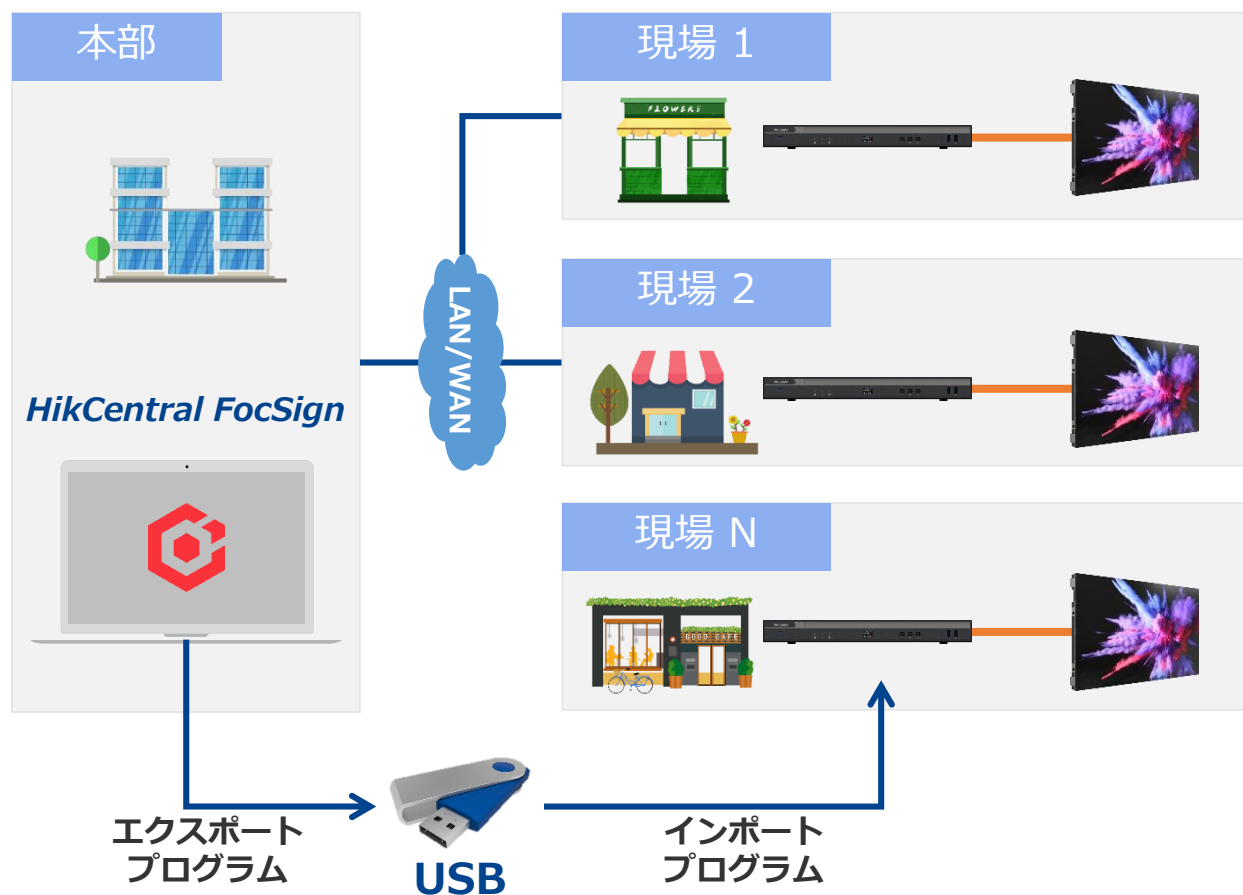 本部
HikCentral FocSign
LAN/WAN
現場 1
FLOWERS
現場 2
現場 N
GOOD CAFE
エクスポート
プログラム
USB
インポート
プログラム